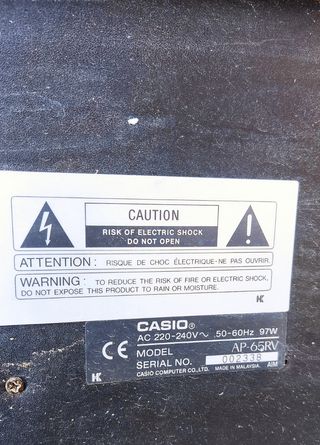 CAUTION
RISK OF ELECTRIC SHOCK
DO NOT OPEN
ATTENTION : RISQUE DE CHOC ÉLECTRIQUE-NE PAS OUVRIR.
WARNING : TO REDUCE THE RISK OF FIRE OR ELECTRIC SHOCK,
DO NOT EXPOSE THIS PRODUCT TO RAIN OR MOISTURE.
K
CASIO®
AC 220-240V~ 50-60Hz 97W
CE MODEL AP-65RV
SERIAL NO. 002338
K CASIO COMPUTER CO.,LTD. MADE IN MALAYSIA AIM